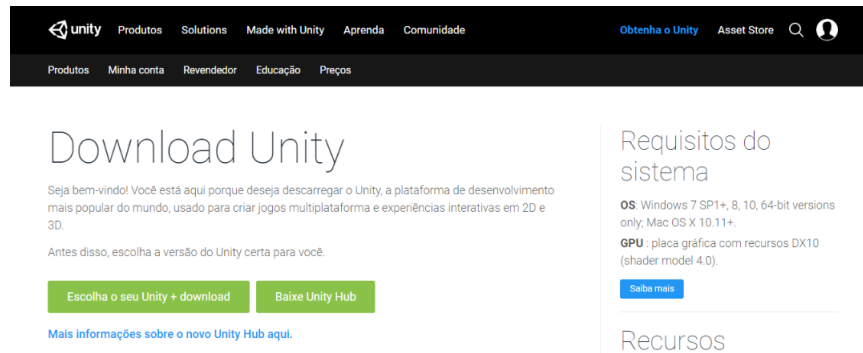 unity Produtos Solutions Made with Unity Aprenda Comunidade Obtenha o Unity Asset Store
Produtos Minha conta Revendedor Educação Preços
Download Unity
Seja bem-vindo! Você está aqui porque deseja descarregar o Unity, a plataforma de desenvolvimento
mais popular do mundo, usado para criar jogos multiplataforma e experiências interativas em 2D e
3D.
Antes disso, escolha a versão do Unity certa para você.
Escolha o seu Unity + download Baixe Unity Hub
Mais informações sobre o novo Unity Hub aqui.
Requisitos do
sistema
OS: Windows 7 SP1+, 8, 10, 64-bit versions
only; Mac OS X 10.11+.
GPU : placa gráfica com recursos DX10
(shader model 4.0).
Saiba mais
Recursos